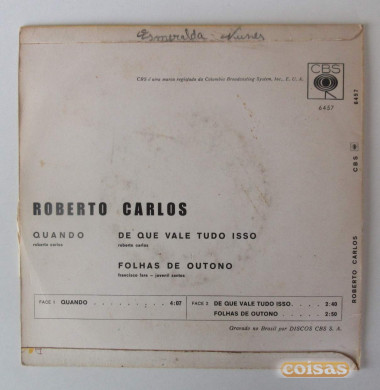 Esmeralda Nunes
CBS é uma marca registada da Columbia Broadcasting System, Inc., E. U. A.
CBS
6457
6457
CBS
ROBERTO CARLOS
ROBERTO CARLOS
QUANDO
roberto carlos
DE QUE VALE TUDO ISSO
roberto carlos
FOLHAS DE OUTONO
francisco lara - jovenil santos
FACE 1 QUANDO . . . . . . . . . 4:07
FACE 2 DE QUE VALE TUDO ISSO . . . . 2:40
FOLHAS DE OUTONO . . . . . 2:50
Gravado no Brasil por DISCOS CBS S. A.
coisas